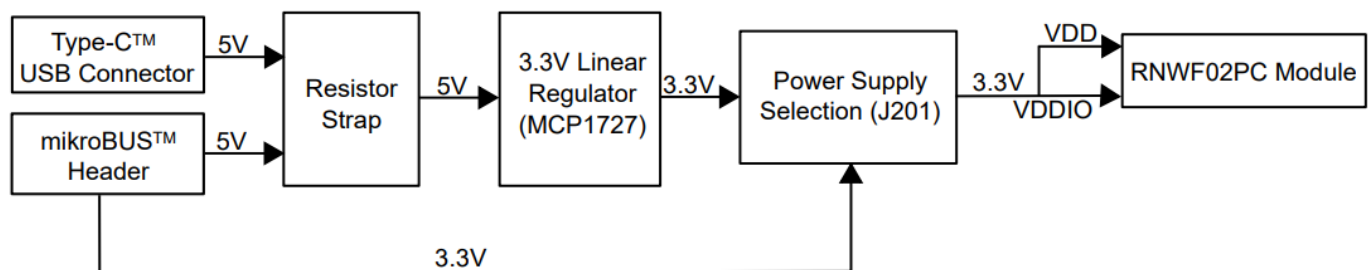 Type-C™
USB Connector
5V
mikroBUS™
Header
5V
Resistor
Strap
5V
3.3V Linear
Regulator
(MCP1727)
3.3V
Power Supply
Selection (J201)
3.3V
VDD
VDDIO
RNWF02PC Module
3.3V